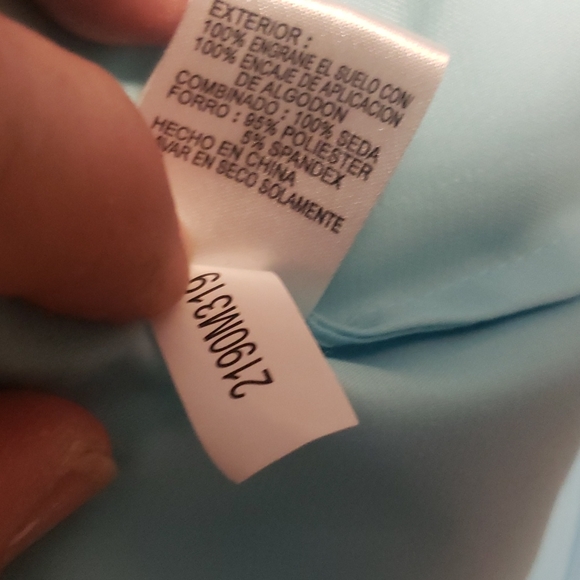 EXTERIOR :
100% ENGRANE EL SUELO CON
100% ENCAJE DE APLICACION
DE ALGODON
COMBINADO : 100% SEDA
FORRO : 95% POLIESTER
5% SPANDEX
HECHO EN CHINA
AVAR EN SECO SOLAMENTE
2190M319